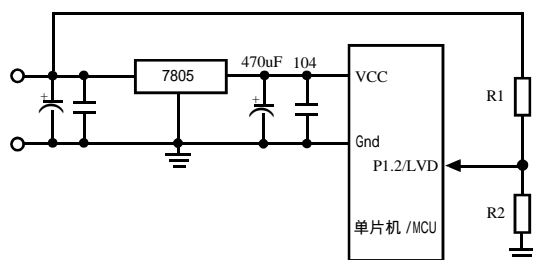 7805
470uF 104
VCC
R1
+
+
Gnd
P1.2/LVD
R2
单片机 /MCU